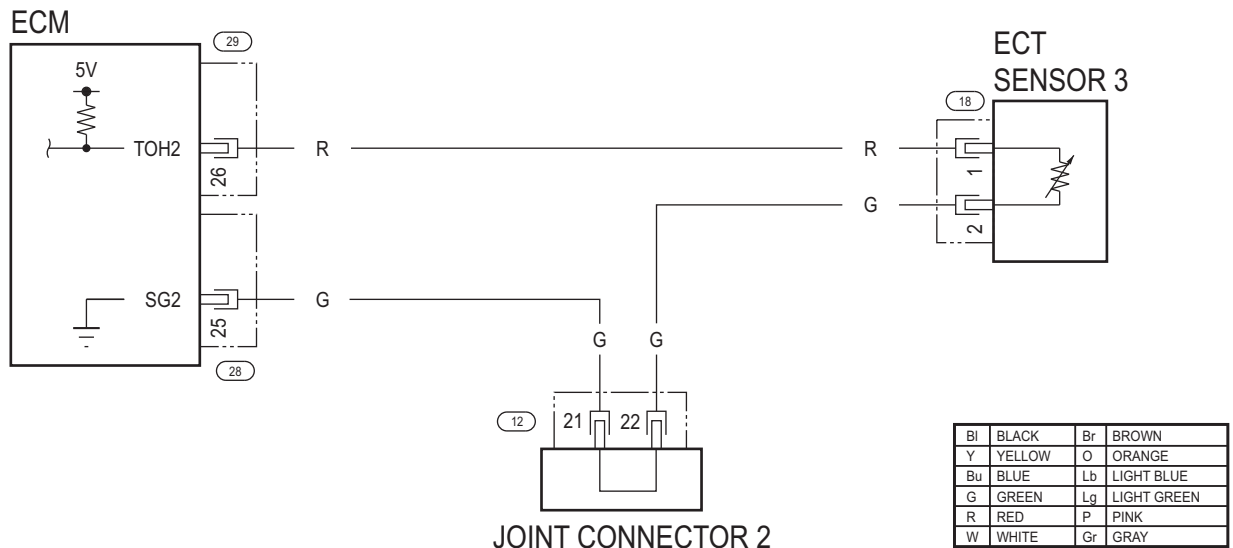 ECM
29
5V
TOH2
26
R
R
ECT
SENSOR 3
18
1
G
2
SG2
25
G
28
G
G
12
21
22
JOINT CONNECTOR 2
Bl BLACK Br BROWN
Y YELLOW O ORANGE
Bu BLUE Lb LIGHT BLUE
G GREEN Lg LIGHT GREEN
R RED P PINK
W WHITE Gr GRAY